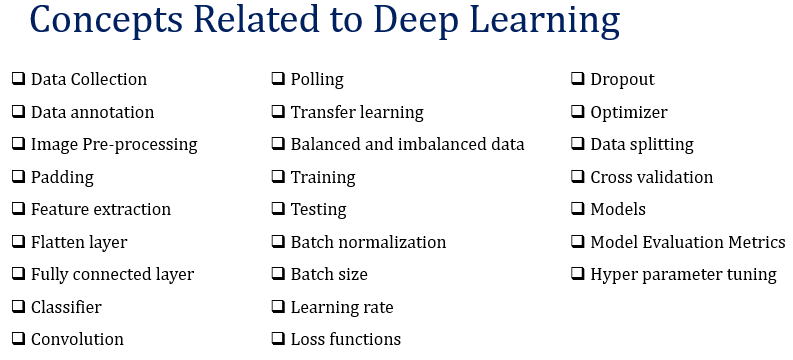 Concepts Related to Deep Learning
Data Collection
Data annotation
Image Pre-processing
Padding
Feature extraction
Flatten layer
Fully connected layer
Classifier
Convolution
Polling
Transfer learning
Balanced and imbalanced data
Training
Testing
Batch normalization
Batch size
Learning rate
Loss functions
Dropout
Optimizer
Data splitting
Cross validation
Models
Model Evaluation Metrics
Hyper parameter tuning